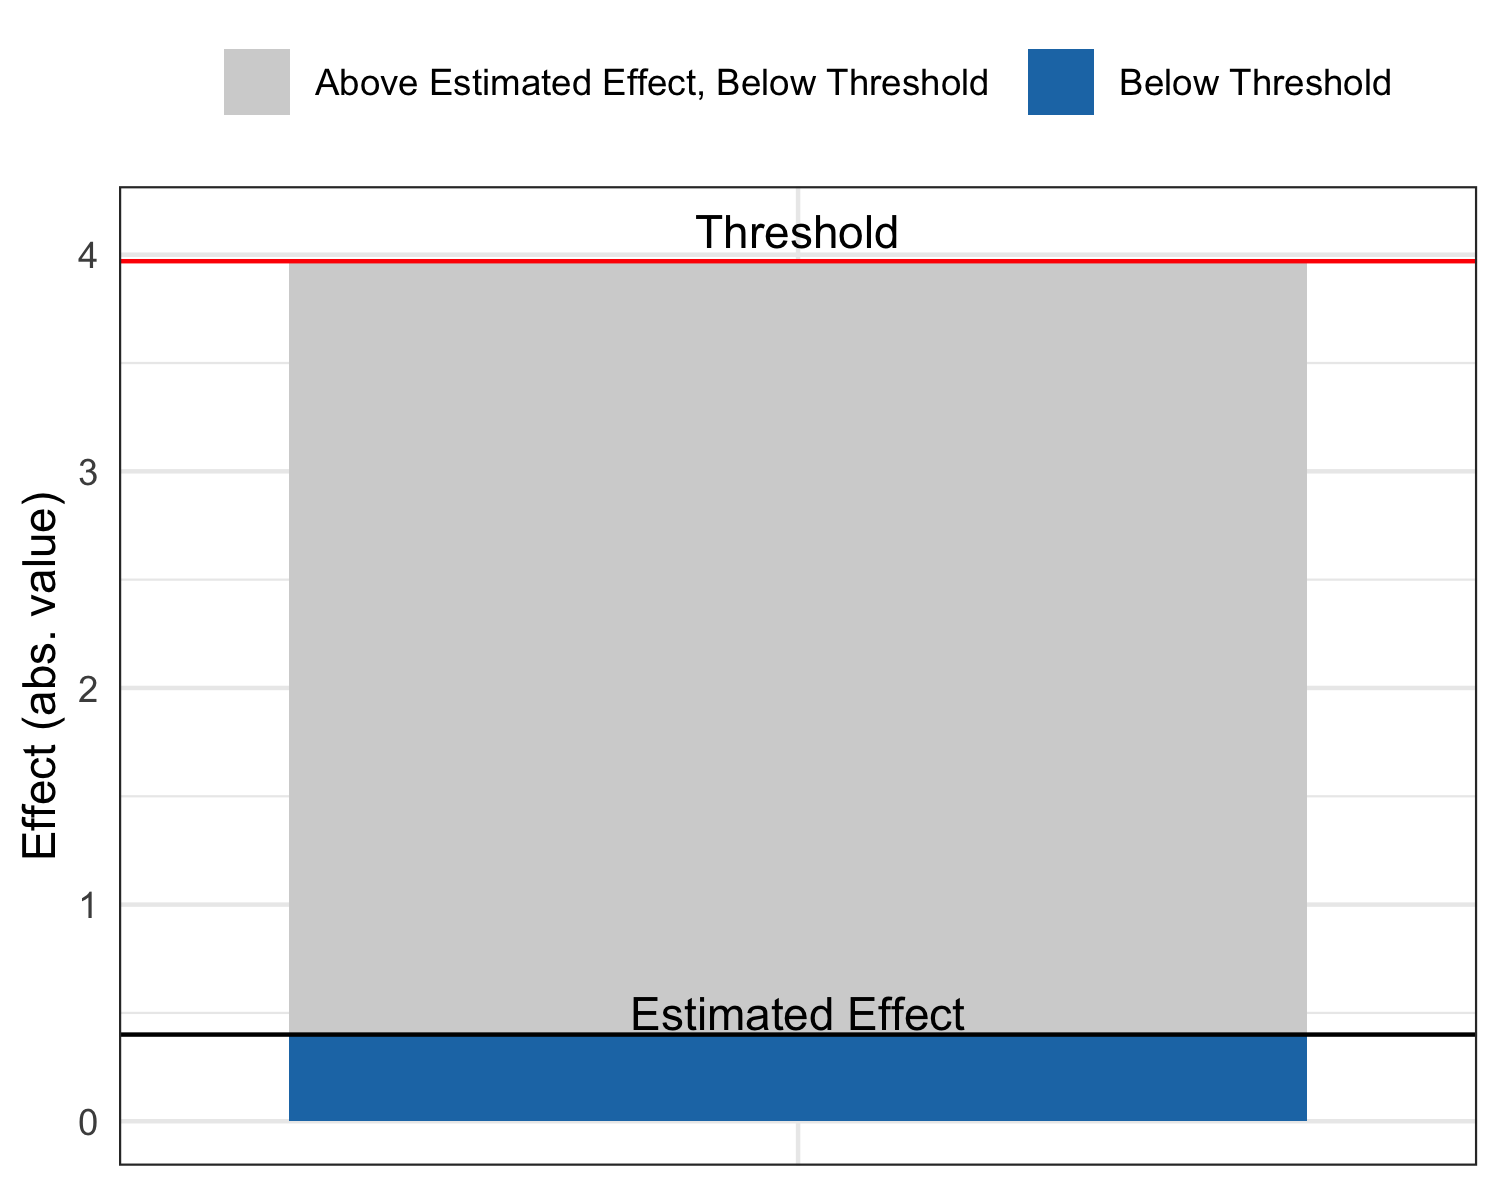 Above Estimated Effect, Below Threshold
Below Threshold
Threshold
4
3
2
1
0
Effect (abs. value)
Estimated Effect